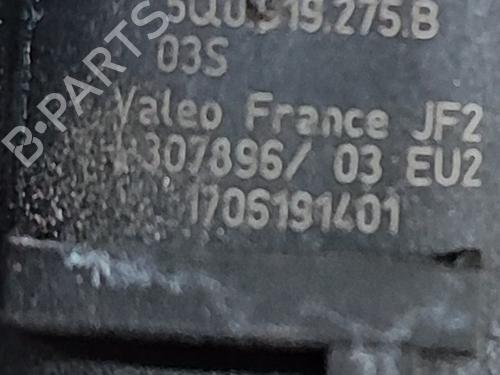 5Q0.919.275.B
03S
Valeo France JF2
307896/ 03 EU2
1706191401
B-PARTS